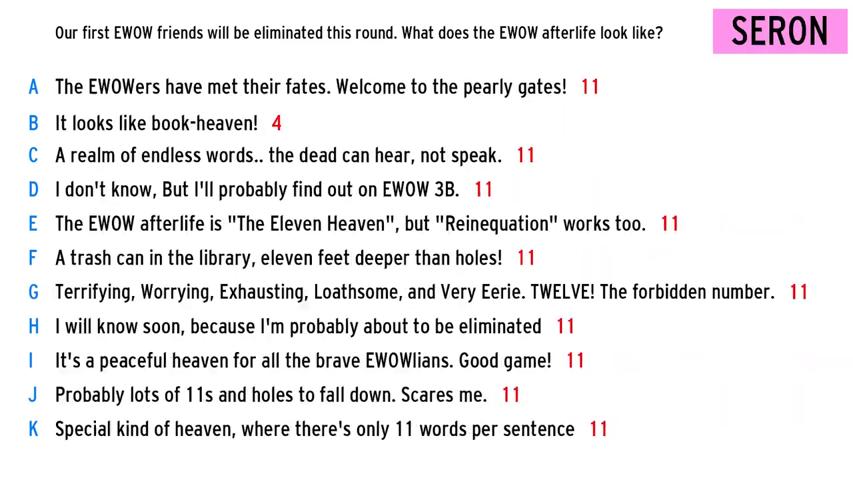 Our first EWOW friends will be eliminated this round. What does the EWOW afterlife look like?
SERON
A The EWOWers have met their fates. Welcome to the pearly gates! 11
B It looks like book-heaven! 4
C A realm of endless words.. the dead can hear, not speak. 11
D I don't know, But I'll probably find out on EWOW 3B. 11
E The EWOW afterlife is "The Eleven Heaven", but "Reinequation" works too. 11
F A trash can in the library, eleven feet deeper than holes! 11
G Terrifying, Worrying, Exhausting, Loathsome, and Very Eerie. TWELVE! The forbidden number. 11
H I will know soon, because I'm probably about to be eliminated 11
I It's a peaceful heaven for all the brave EWOWlians. Good game! 11
J Probably lots of 11s and holes to fall down. Scares me. 11
K Special kind of heaven, where there's only 11 words per sentence 11